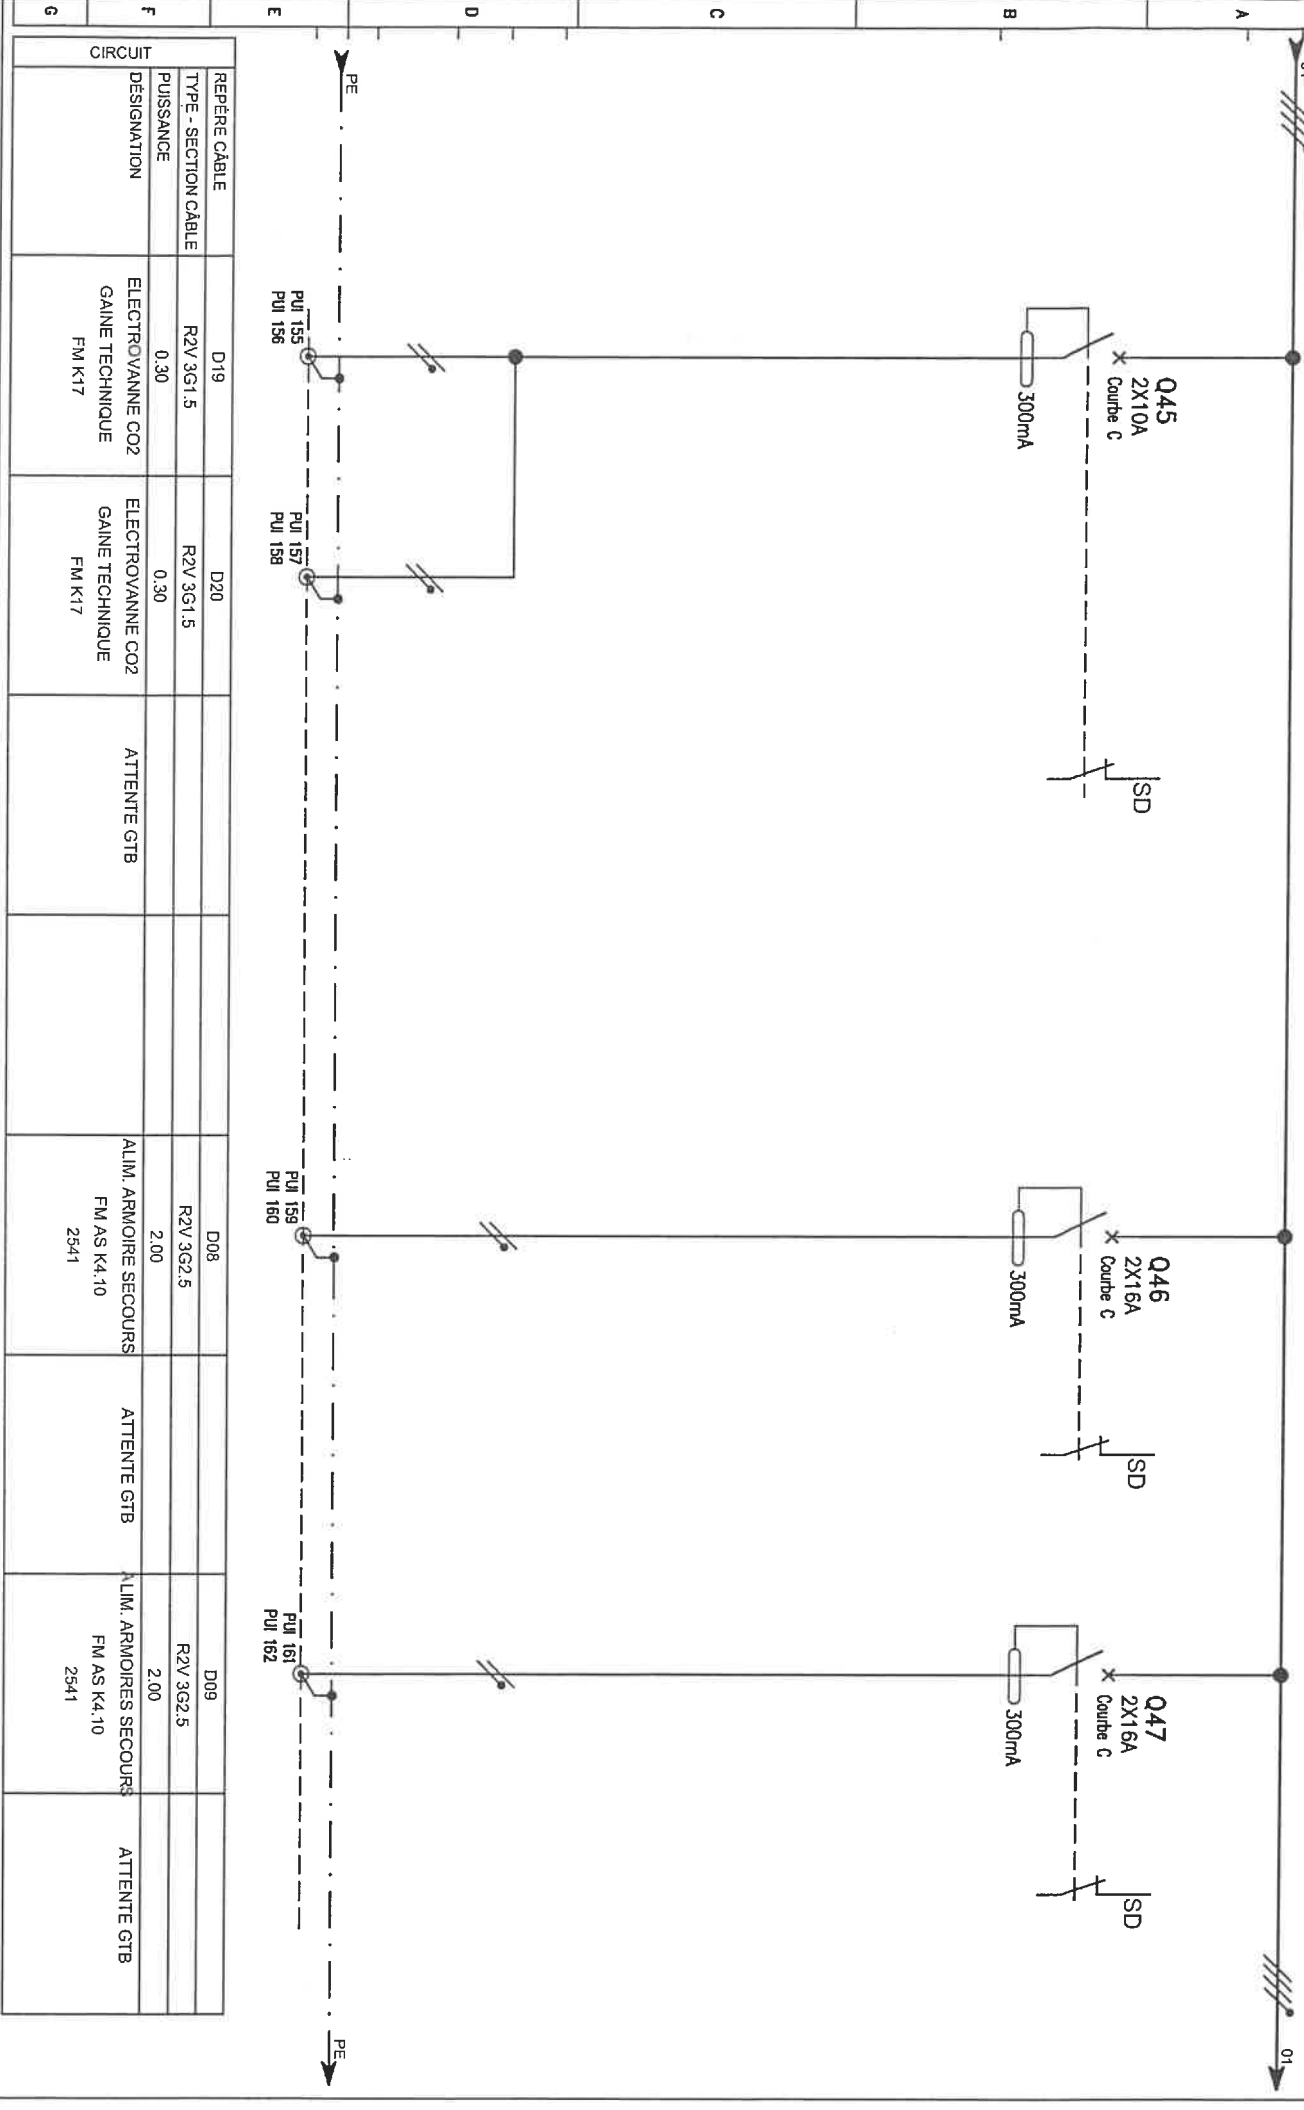 A
B
C
D
E
F
G
01
PE
PE
Q45
2X10A
Courbe C
300mA
SD
Q46
2X16A
Courbe C
300mA
SD
Q47
2X16A
Courbe C
300mA
SD
PUI 155
PUI 156
PUI 157
PUI 158
PUI 159
PUI 160
PUI 161
PUI 162
CIRCUIT
REPÈRE CÂBLE D19 D20 D08 D09
TYPE - SECTION CÂBLE R2V 3G1.5 R2V 3G1.5 R2V 3G2.5 R2V 3G2.5
PUISSANCE 0.30 0.30 2.00 2.00
DÉSIGNATION
ELECTROVANNE CO2
GAINE TECHNIQUE
FM K17
ELECTROVANNE CO2
GAINE TECHNIQUE
FM K17
ATTENTE GTB
ALIM. ARMOIRE SECOURS
FM AS K4.10
2541
ATTENTE GTB
ALIM. ARMOIRES SECOURS
FM AS K4.10
2541
ATTENTE GTB